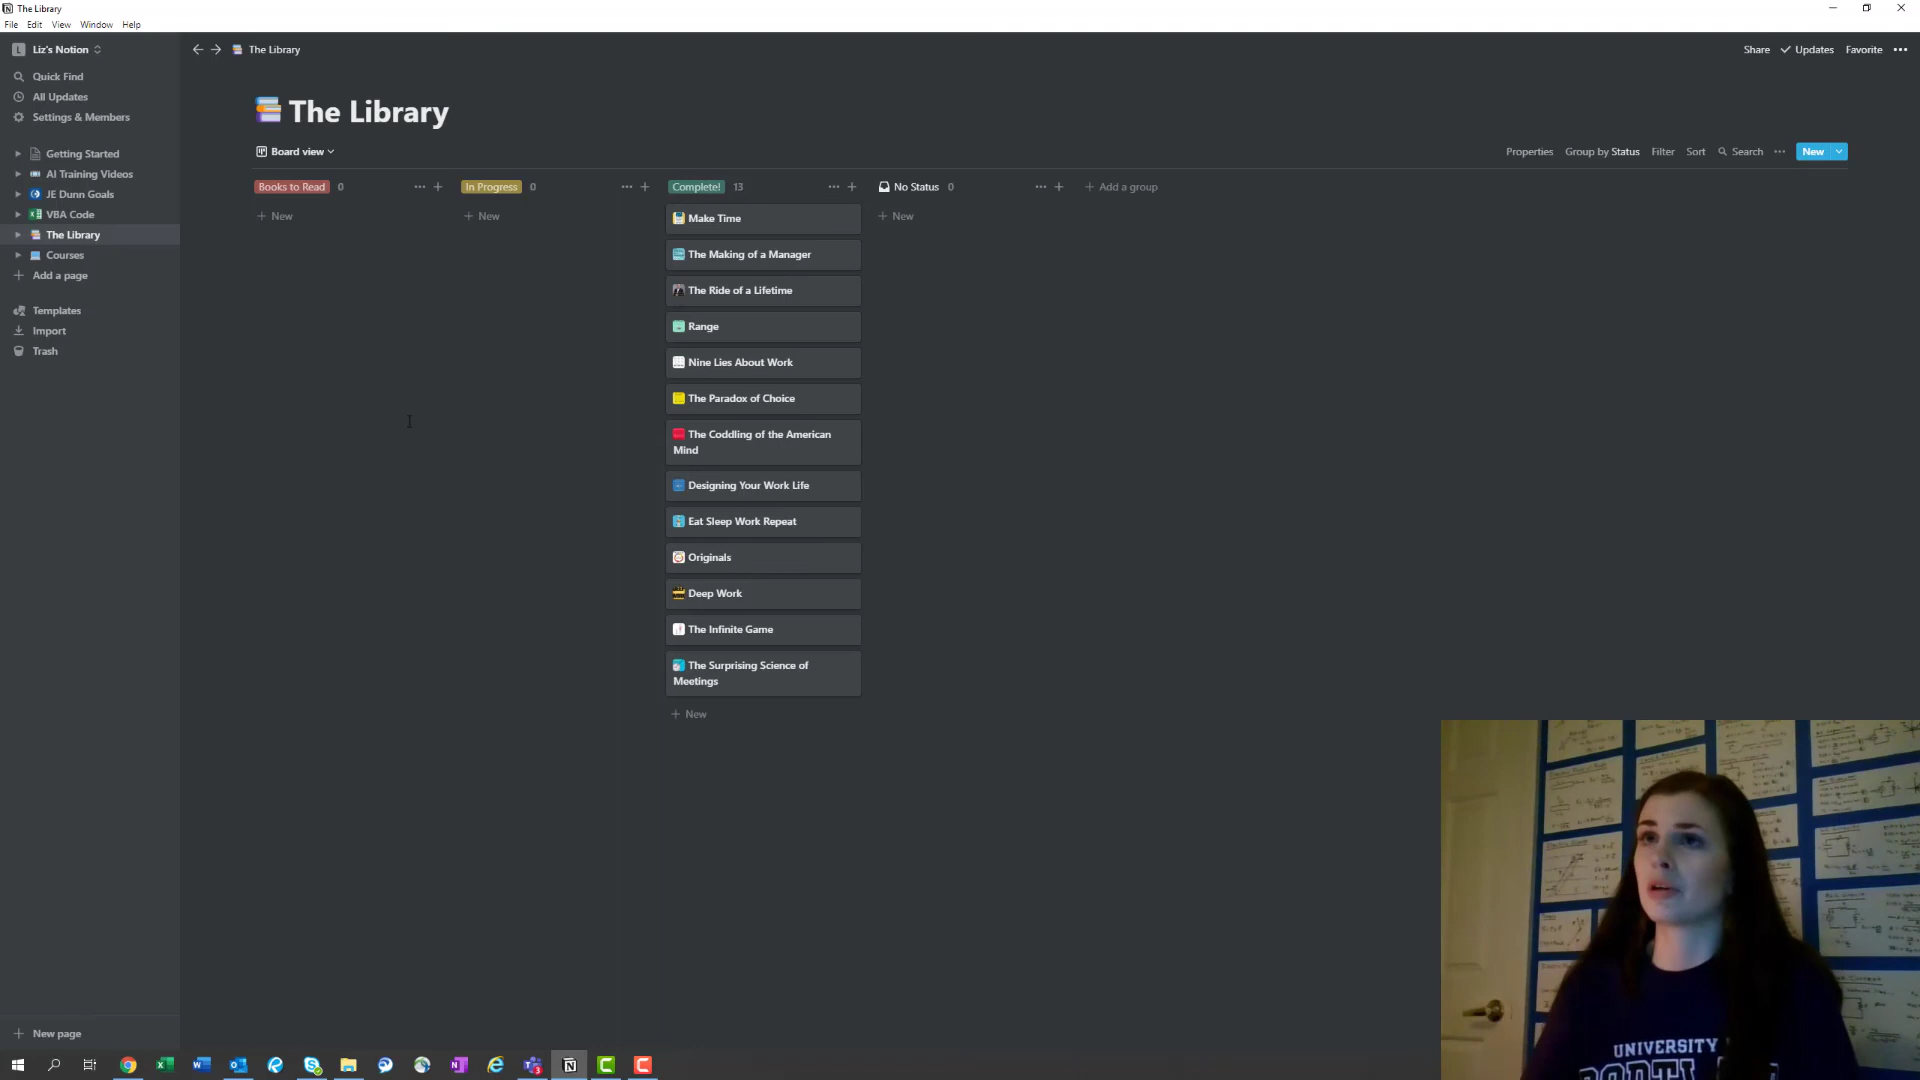 The Library
File Edit View Window Help
L Liz's Notion
The Library
Share Updates Favorite
Quick Find
All Updates
Settings & Members
Getting Started
AI Training Videos
JE Dunn Goals
VBA Code
The Library
Courses
Add a page
Templates
Import
Trash
New page
The Library
Board view
Properties Group by Status Filter Sort Search New
Books to Read 0
New
In Progress 0
New
Complete! 13
Make Time
The Making of a Manager
The Ride of a Lifetime
Range
Nine Lies About Work
The Paradox of Choice
The Coddling of the American
Mind
Designing Your Work Life
Eat Sleep Work Repeat
Originals
Deep Work
The Infinite Game
The Surprising Science of
Meetings
New
No Status 0
New
Add a group
UNIVERSITY